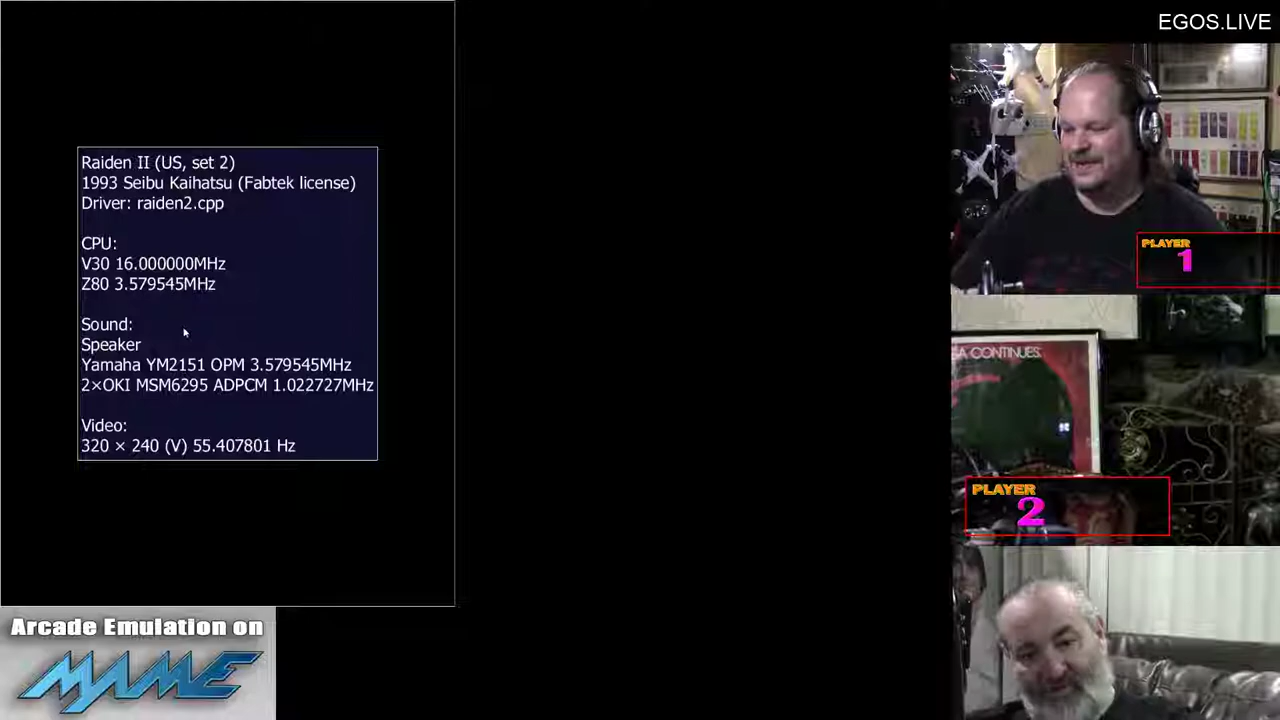 EGOS.LIVE
Raiden II (US, set 2)
1993 Seibu Kaihatsu (Fabtek license)
Driver: raiden2.cpp
CPU:
V30 16.000000MHz
Z80 3.579545MHz
Sound:
Speaker
Yamaha YM2151 OPM 3.579545MHz
2×OKI MSM6295 ADPCM 1.022727MHz
Video:
320 × 240 (V) 55.407801 Hz
PLAYER
1
CONTINUES
PLAYER
2
Arcade Emulation on
MAME